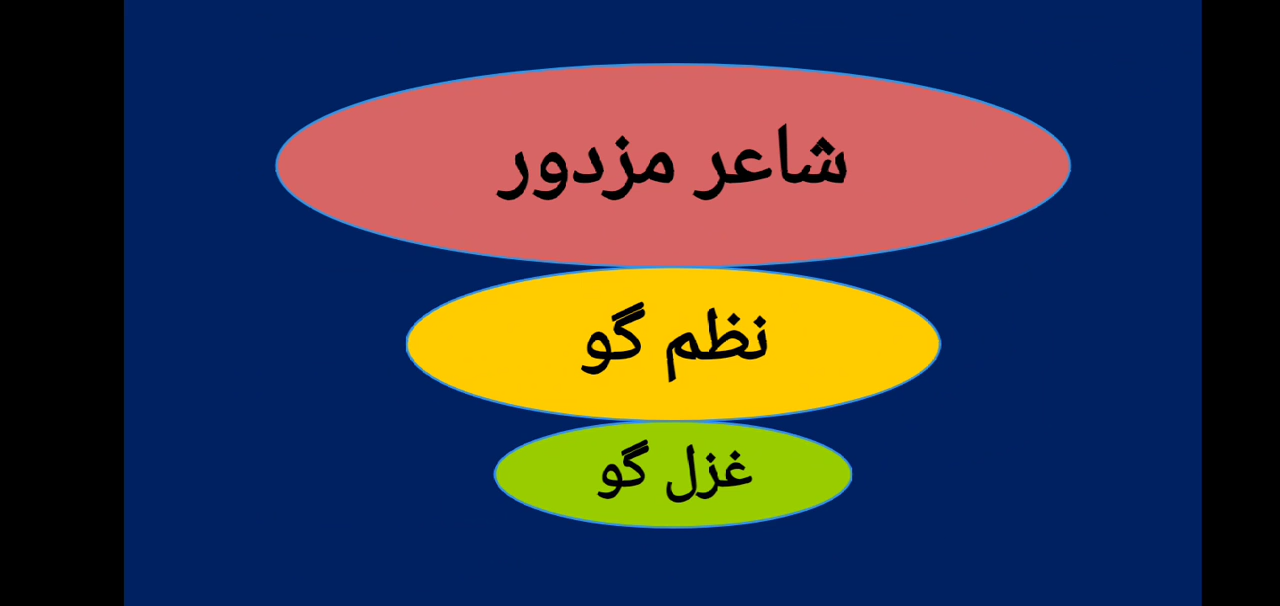 شاعر مزدور
نظم گو
غزل گو